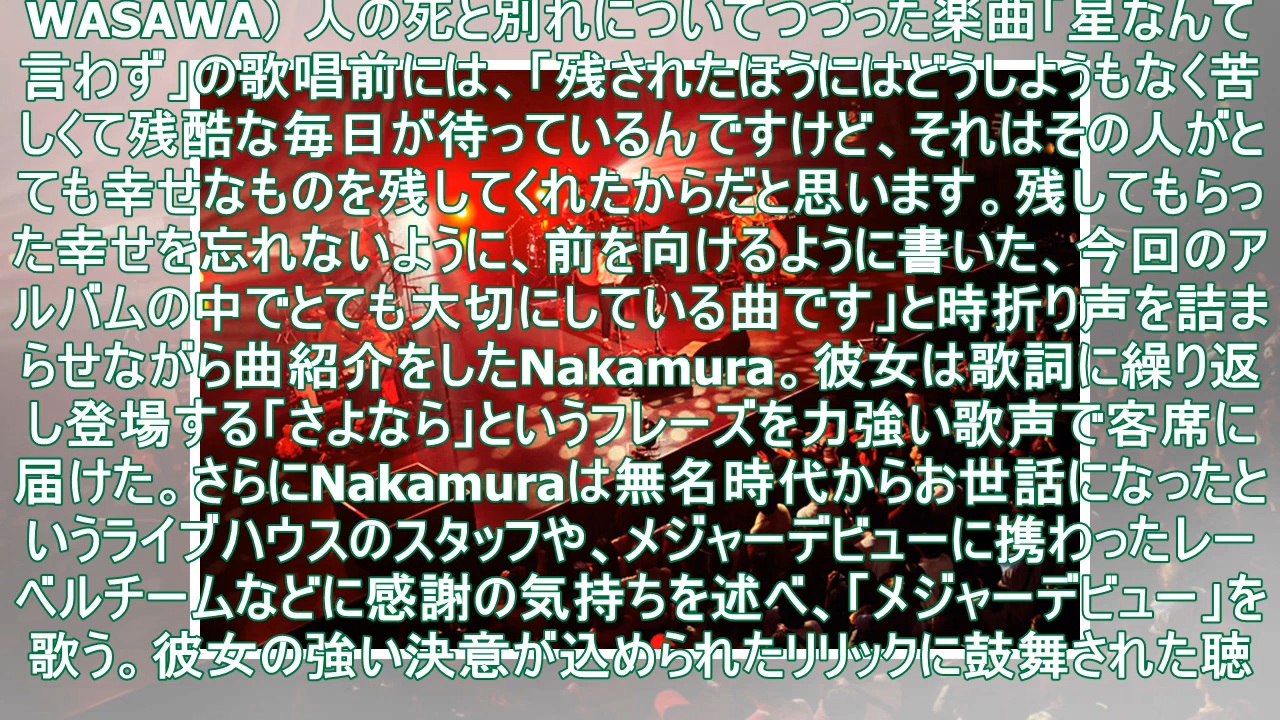 WASAWA）人の死と別れについてつづった楽曲「星なんて
言わず」の歌唱前には、「残されたほうにはどうしようもなく苦
しくて残酷な毎日が待っているんですけど、それはその人がと
ても幸せなものを残してくれたからだと思います。残してもらっ
た幸せを忘れないように、前を向けるように書いた、今回のア
ルバムの中でとても大切にしている曲です」と時折り声を詰ま
らせながら曲紹介をしたNakamura。彼女は歌詞に繰り返
し登場する「さよなら」というフレーズを力強い歌声で客席に
届けた。さらにNakamuraは無名時代からお世話になったと
いうライブハウスのスタッフや、メジャーデビューに携わったレー
ベルチームなどに感謝の気持ちを述べ、「メジャーデビュー」を
歌う。彼女の強い決意が込められたリリックに鼓舞された聴